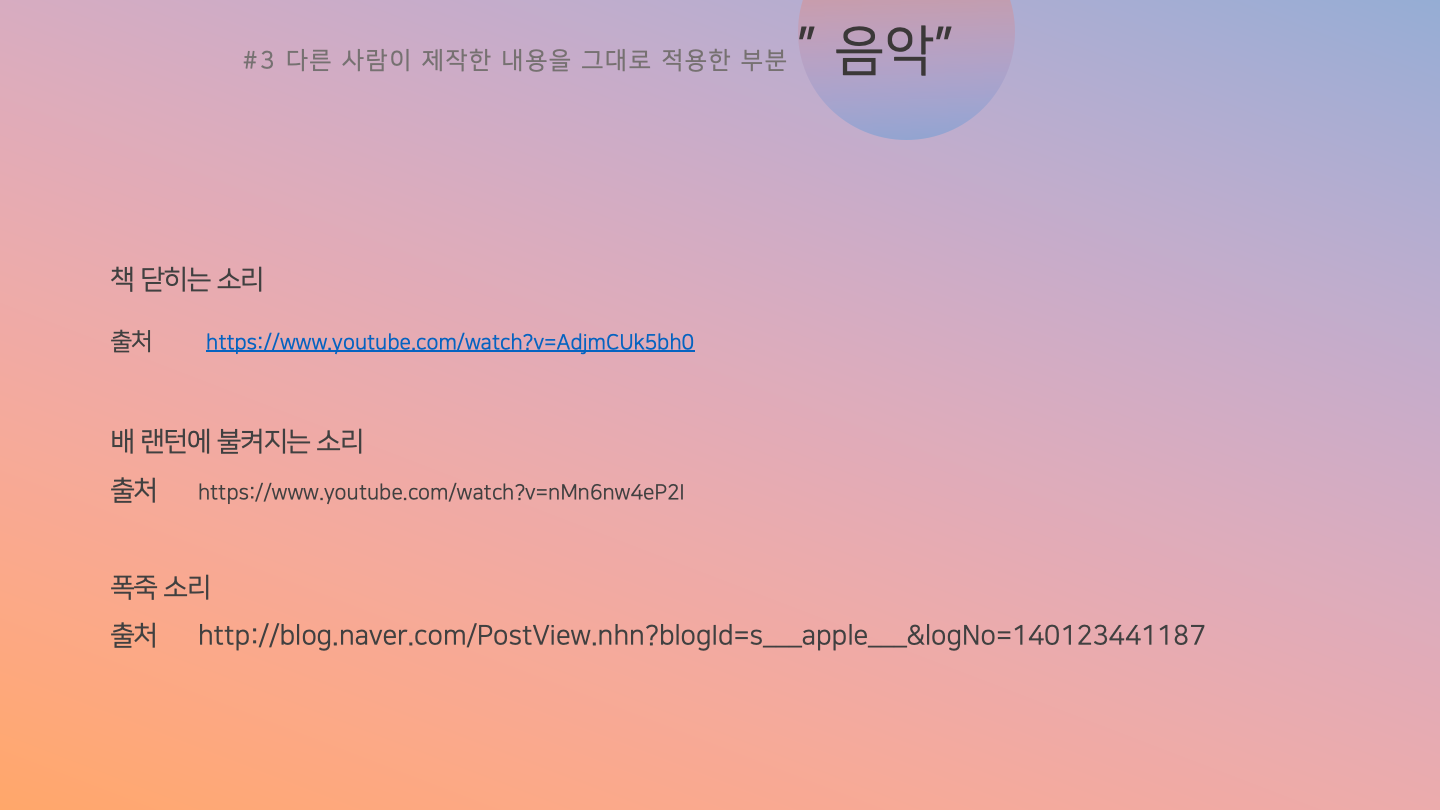 #3 다른 사람이 제작한 내용을 그대로 적용한 부분 " 음악"
책 닫히는 소리
출처 https://www.youtube.com/watch?v=AdjmCUk5bh0
배 랜턴에 불켜지는 소리
출처 https://www.youtube.com/watch?v=nMn6nw4eP2I
폭죽 소리
출처 http://blog.naver.com/PostView.nhn?blogId=s___apple___&logNo=140123441187